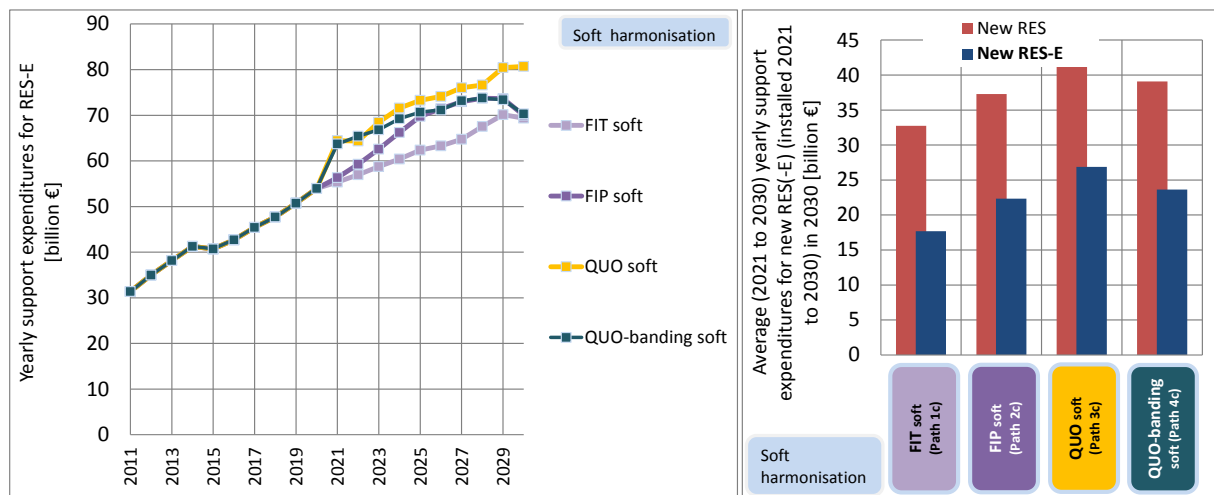 Yearly support expenditures for RES-E
[billion €]
90
80
70
60
50
40
30
20
10
0
2011
2013
2015
2017
2019
2021
2023
2025
2027
2029
Soft harmonisation
FIT soft
FIP soft
QUO soft
QUO-banding soft
Average (2021 to 2030) yearly support
expenditures for new RES(-E) (installed 2021
to 2030) in 2030 [billion €]
New RES
New RES-E
45
40
35
30
25
20
15
10
5
0
FIT soft
(Path 1c)
FIP soft
(Path 2c)
QUO soft
(Path 3c)
QUO-banding
soft (Path 4c)
Soft
harmonisation